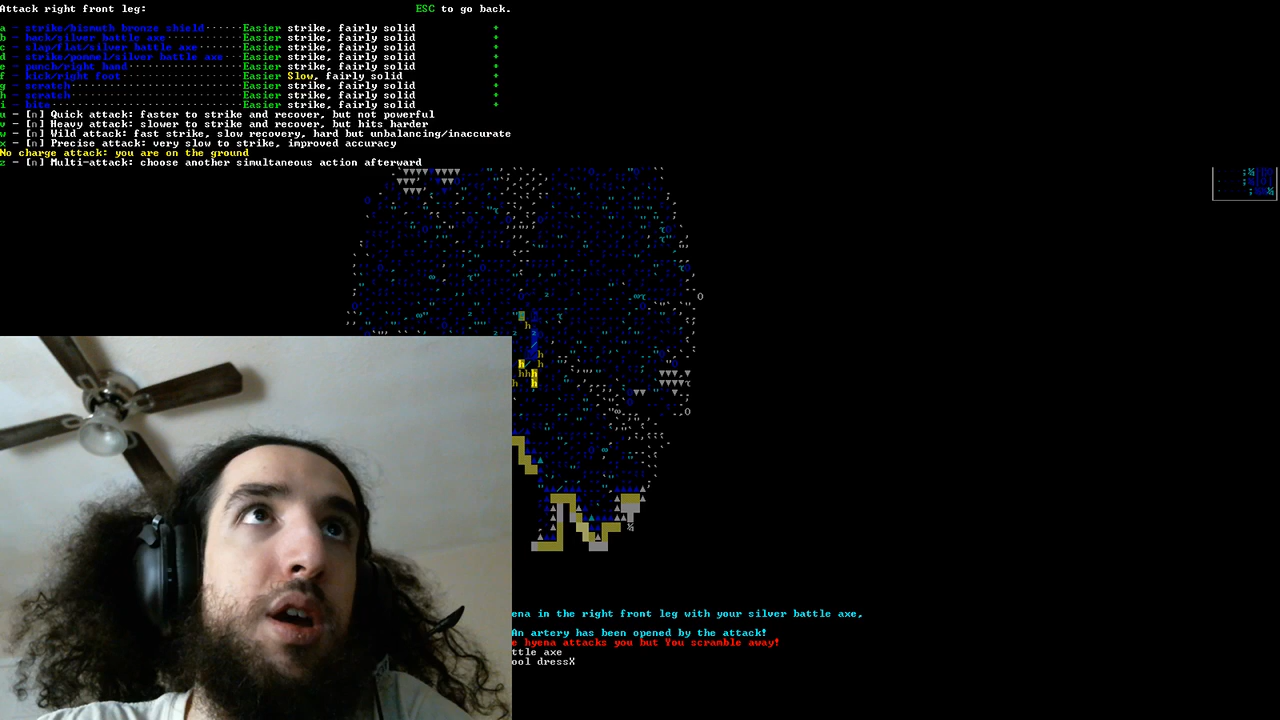 Attack right front leg: ESC to go back.
a - strike/bismuth bronze shield Easier strike, fairly solid +
b - hack/silver battle axe Easier strike, fairly solid +
c - slap/flat/silver battle axe Easier strike, fairly solid +
d - strike/pommel/silver battle axe Easier strike, fairly solid +
e - punch/right hand Easier strike, fairly solid +
f - kick/right foot Easier Slow, fairly solid +
g - scratch Easier strike, fairly solid +
h - scratch Easier strike, fairly solid +
i - bite Easier strike, fairly solid +
u - [n] Quick attack: faster to strike and recover, but not powerful
v - [n] Heavy attack: slower to strike and recover, but hits harder
w - [n] Wild attack: fast strike, slow recovery, hard but unbalancing/inaccurate
x - [n] Precise attack: very slow to strike, improved accuracy
No charge attack: you are on the ground
z - [n] Multi-attack: choose another simultaneous action afterward
ena in the right front leg with your silver battle axe,
An artery has been opened by the attack!
e hyena attacks you but You scramble away!
ttle axe
ool dressX